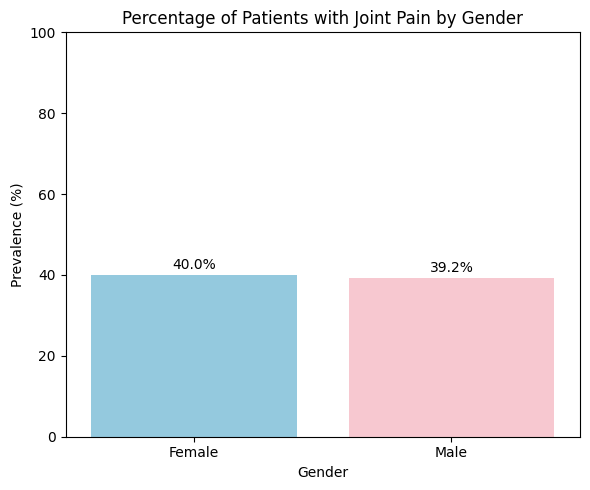 Percentage of Patients with Joint Pain by Gender
100
80
60
40
20
0
Prevalence (%)
40.0%
39.2%
Female
Male
Gender